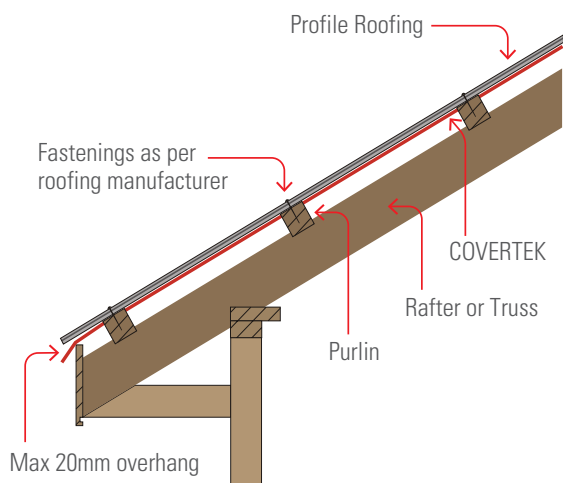 Profile Roofing
Fastenings as per
roofing manufacturer
COVERTEK
Rafter or Truss
Purlin
Max 20mm overhang